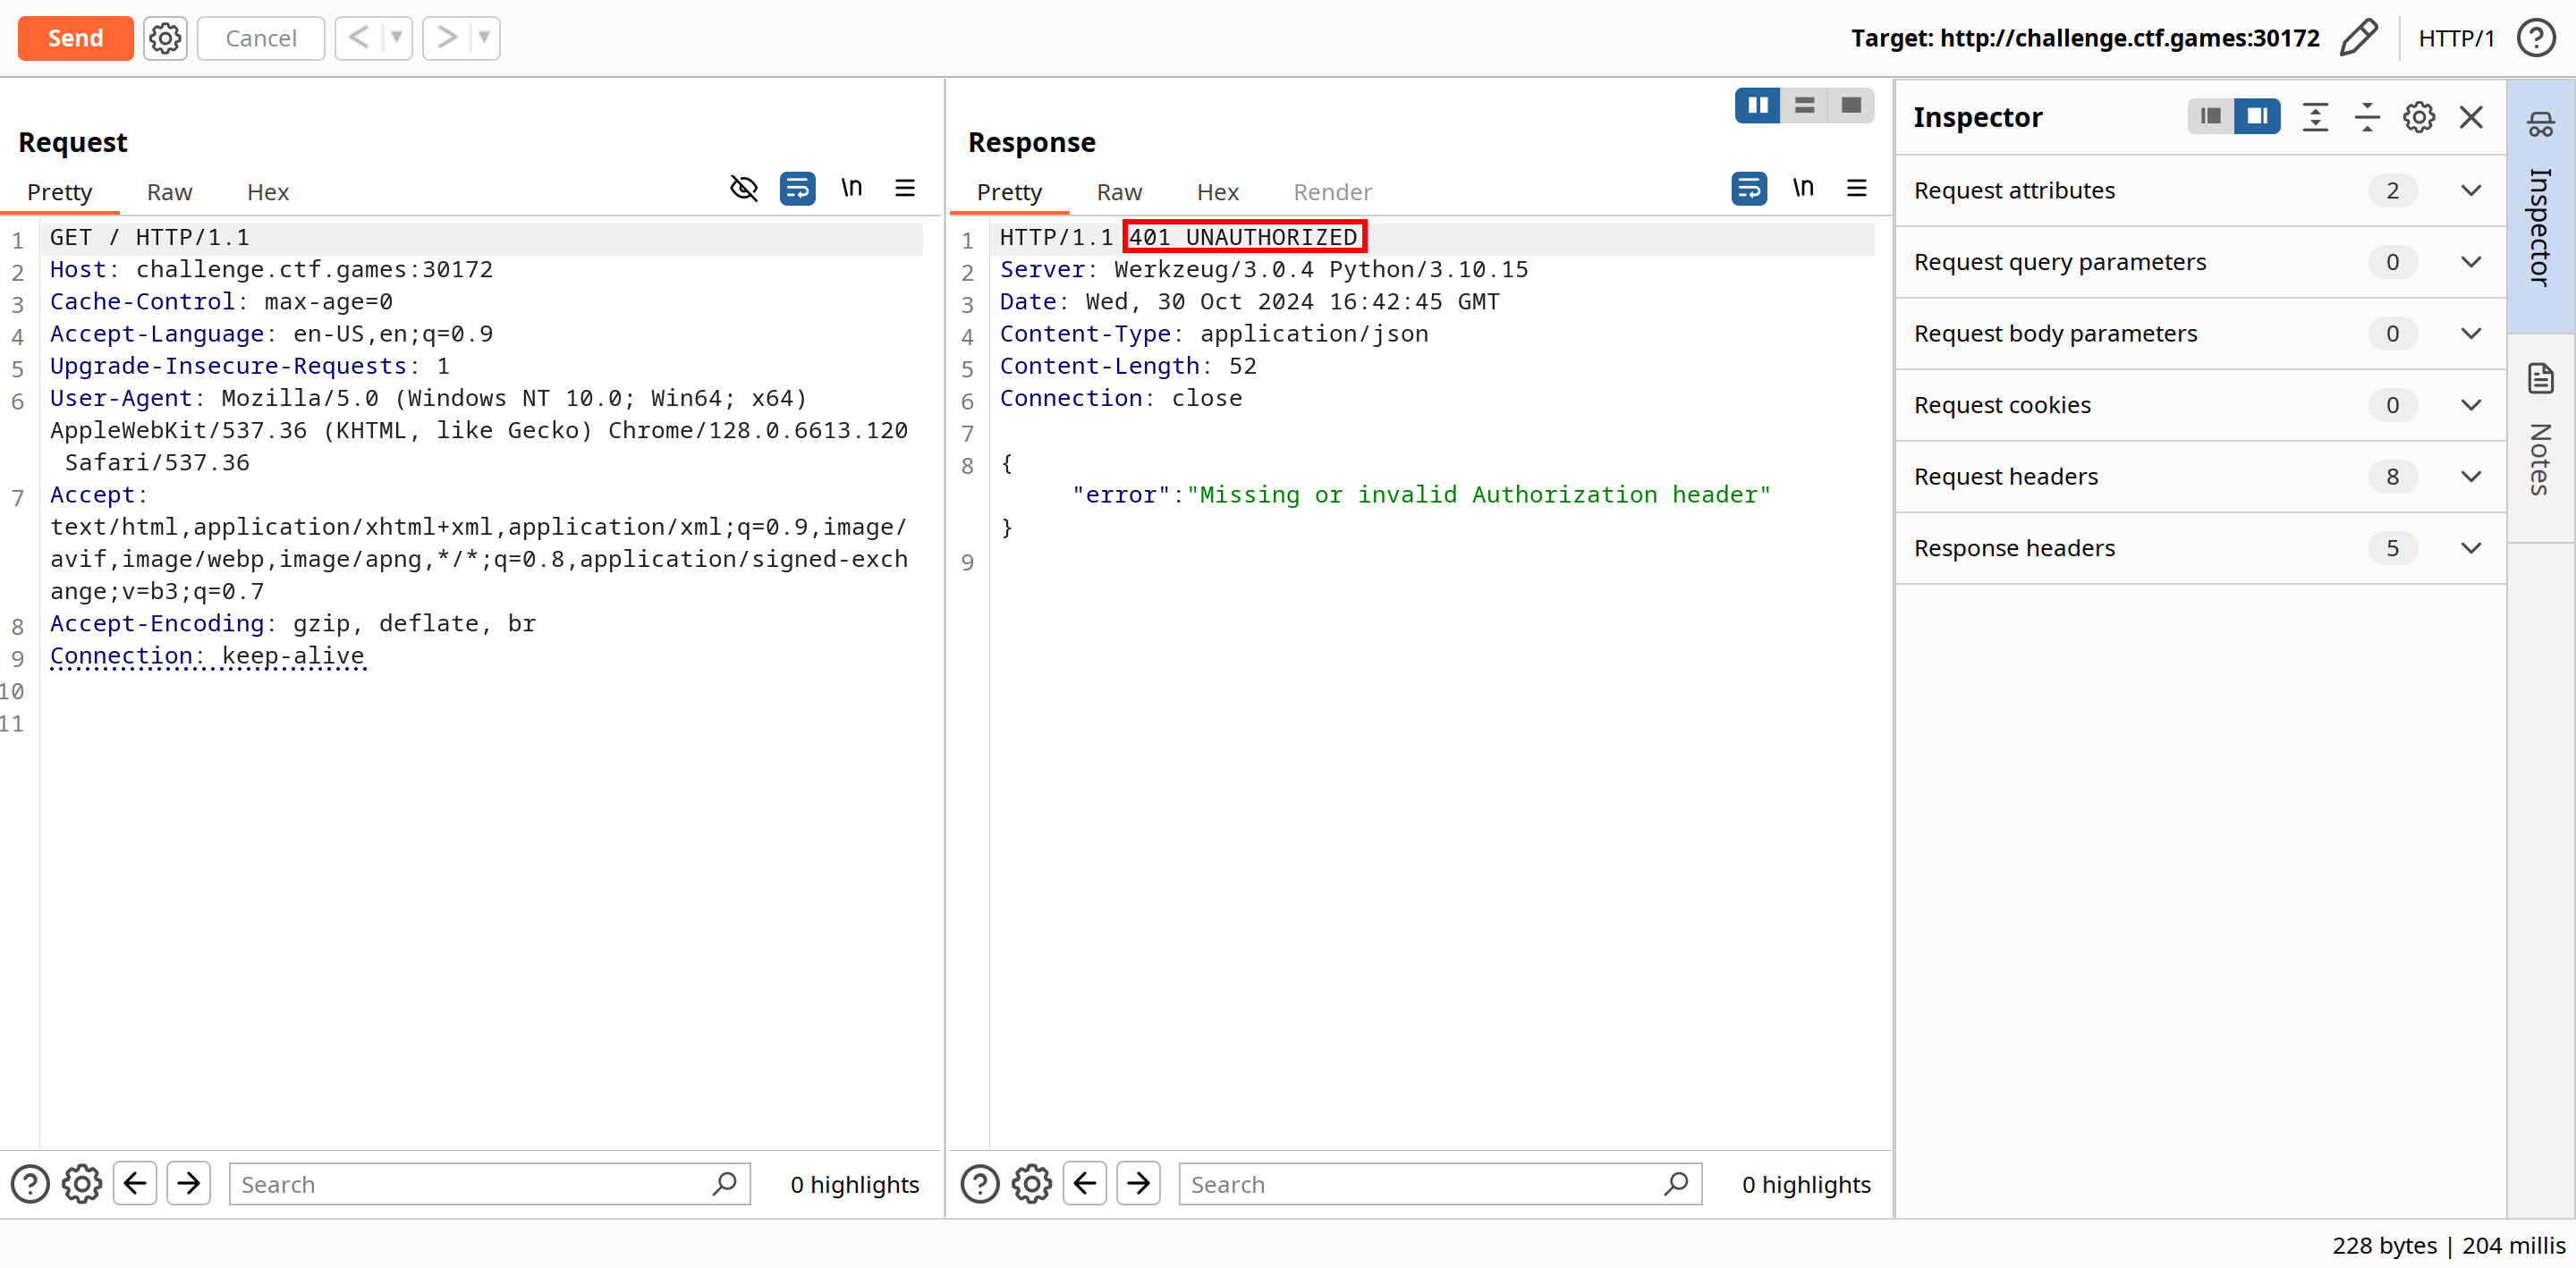 Send
Cancel
Target: http://challenge.ctf.games:30172
HTTP/1
Request
Pretty
Raw
Hex
\n
1 GET / HTTP/1.1
2 Host: challenge.ctf.games:30172
3 Cache-Control: max-age=0
4 Accept-Language: en-US,en;q=0.9
5 Upgrade-Insecure-Requests: 1
6 User-Agent: Mozilla/5.0 (Windows NT 10.0; Win64; x64)
AppleWebKit/537.36 (KHTML, like Gecko) Chrome/128.0.6613.120
Safari/537.36
7 Accept:
text/html,application/xhtml+xml,application/xml;q=0.9,image/
avif,image/webp,image/apng,*/*;q=0.8,application/signed-exch
ange;v=b3;q=0.7
8 Accept-Encoding: gzip, deflate, br
9 Connection: keep-alive
10
11
Search
0 highlights
Response
Pretty
Raw
Hex
Render
\n
1 HTTP/1.1 401 UNAUTHORIZED
2 Server: Werkzeug/3.0.4 Python/3.10.15
3 Date: Wed, 30 Oct 2024 16:42:45 GMT
4 Content-Type: application/json
5 Content-Length: 52
6 Connection: close
7
8 {
"error":"Missing or invalid Authorization header"
}
9
Search
0 highlights
Inspector
Request attributes 2
Request query parameters 0
Request body parameters 0
Request cookies 0
Request headers 8
Response headers 5
Inspector
Notes
228 bytes | 204 millis